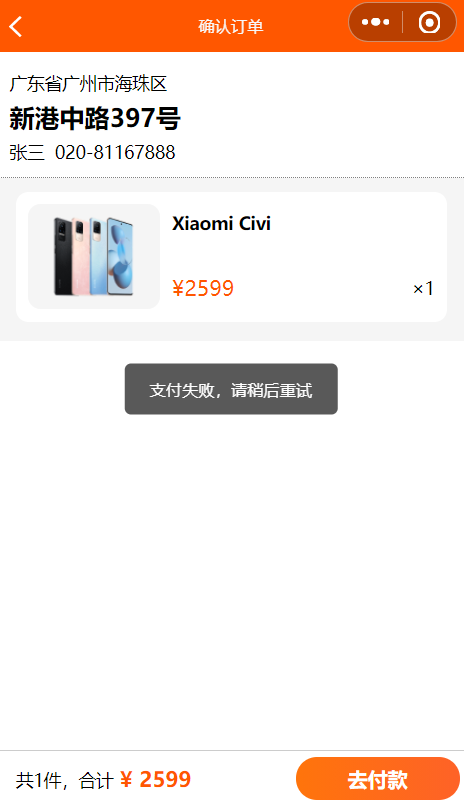 确认订单
广东省广州市海珠区
新港中路397号
张三 020-81167888
Xiaomi Civi
¥2599
×1
支付失败，请稍后重试
共1件，合计 ¥ 2599
去付款